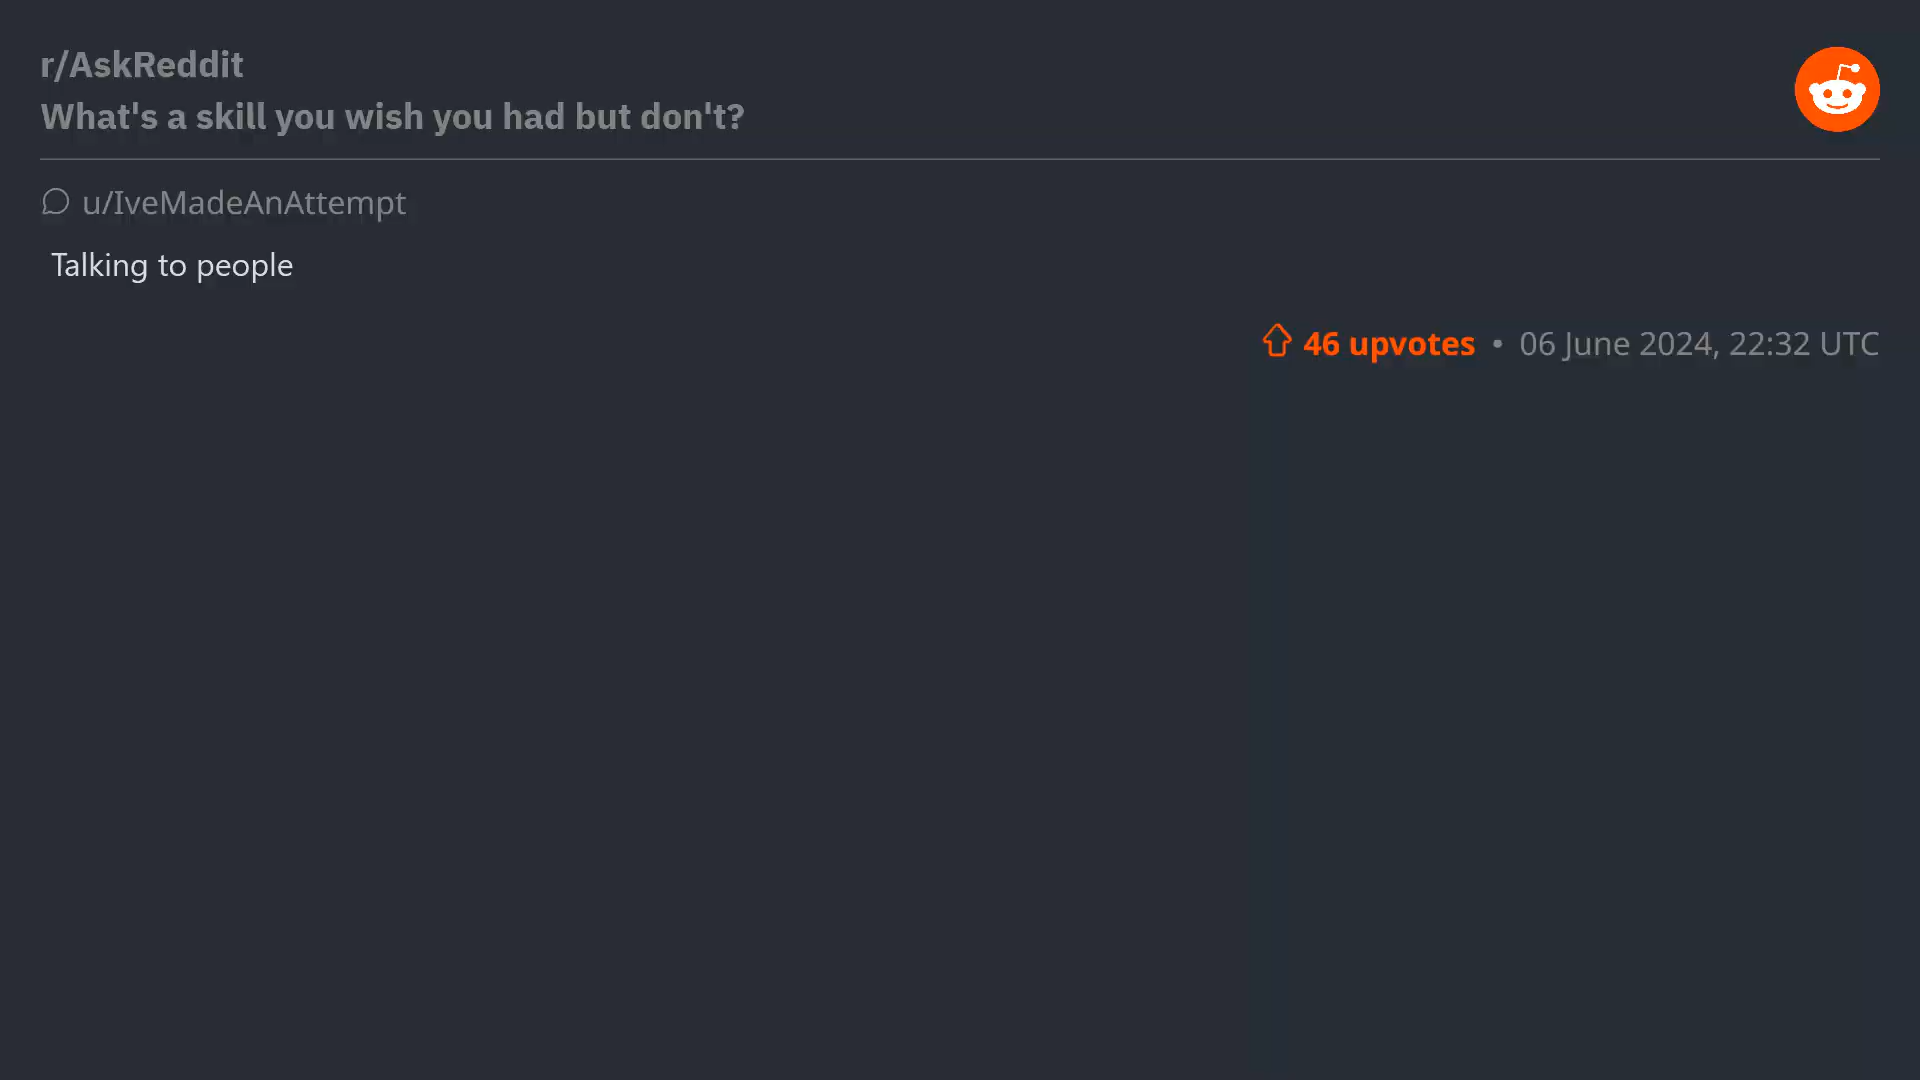 r/AskReddit
What's a skill you wish you had but don't?
u/IveMadeAnAttempt
Talking to people
46 upvotes • 06 June 2024, 22:32 UTC